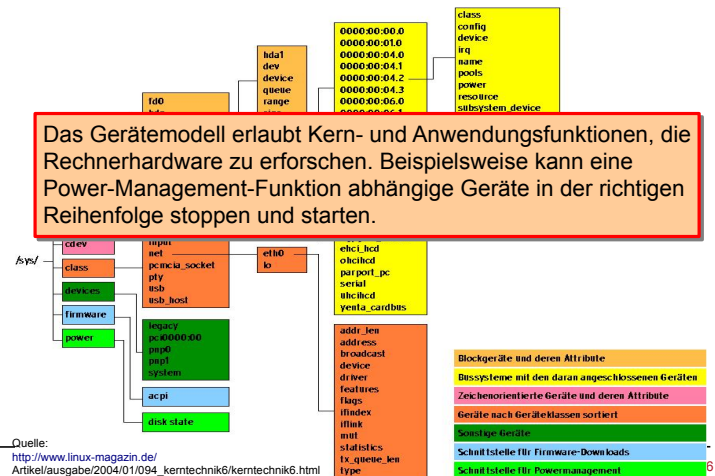 class
config
device
irq
name
pools
power
resource
subsystem_device
0000:00:00.0
0000:00:01.0
0000:00:04.0
0000:00:04.1
0000:00:04.2
0000:00:04.3
0000:00:06.0
hda1
dev
device
queue
range
fd0
Das Gerätemodell erlaubt Kern- und Anwendungsfunktionen, die
Rechnerhardware zu erforschen. Beispielsweise kann eine
Power-Management-Funktion abhängige Geräte in der richtigen
Reihenfolge stoppen und starten.
/sys/
cdev
class
devices
firmware
power
input
net
pcmcia_socket
pty
usb
usb_host
eth0
lo
ehci_hcd
ohcihcd
parport_pc
serial
uhcihcd
yenta_cardbus
legacy
pci0000:00
pnp0
pnp1
system
acpi
disk state
addr_len
address
broadcast
device
driver
features
flags
ifindex
iflink
mut
statistics
tx_queue_len
type
Blockgeräte und deren Attribute
Bussysteme mit den daran angeschlossenen Geräten
Zeichenorientierte Geräte und deren Attribute
Geräte nach Geräteklassen sortiert
Sonstige Geräte
Schnittstelle für Firmware-Downloads
Schnittstelle für Powermanagement
Quelle:
http://www.linux-magazin.de/
Artikel/ausgabe/2004/01/094_kerntechnik6/kerntechnik6.html
6